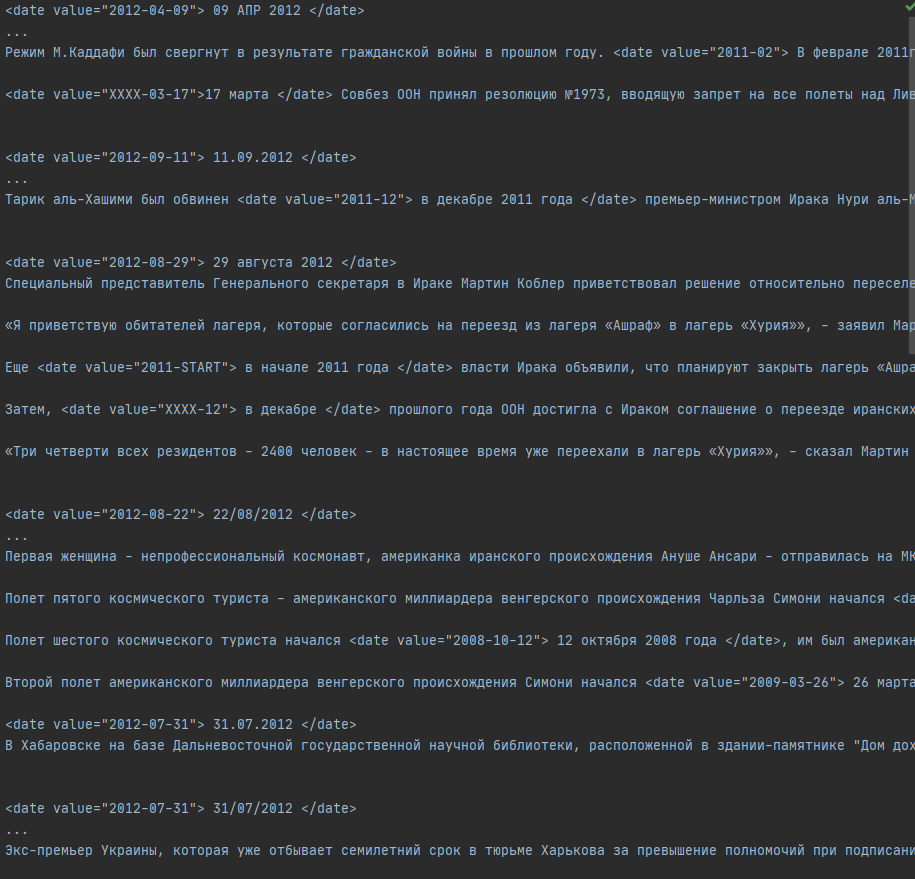 <date value="2012-04-09"> 09 АПР 2012 </date>
...
Режим М.Каддафи был свергнут в результате гражданской войны в прошлом году. <date value="2011-02"> В феврале 2011г
<date value="XXXX-03-17">17 марта </date> Совбез ООН принял резолюцию №1973, вводящую запрет на все полеты над Лив
<date value="2012-09-11"> 11.09.2012 </date>
...
Тарик аль-Хашими был обвинен <date value="2011-12"> в декабре 2011 года </date> премьер-министром Ирака Нури аль-М
<date value="2012-08-29"> 29 августа 2012 </date>
Специальный представитель Генерального секретаря в Ираке Мартин Коблер приветствовал решение относительно переселе
«Я приветствую обитателей лагеря, которые согласились на переезд из лагеря «Ашраф» в лагерь «Хурия»», - заявил Мар
Еще <date value="2011-START"> в начале 2011 года </date> власти Ирака объявили, что планируют закрыть лагерь «Ашра
Затем, <date value="XXXX-12"> в декабре </date> прошлого года ООН достигла с Ираком соглашение о переезде иранских
«Три четверти всех резидентов - 2400 человек - в настоящее время уже переехали в лагерь «Хурия»», - сказал Мартин
<date value="2012-08-22"> 22/08/2012 </date>
...
Первая женщина - непрофессиональный космонавт, американка иранского происхождения Ануше Ансари - отправилась на МК
Полет пятого космического туриста - американского миллиардера венгерского происхождения Чарльза Симони начался <da
Полет шестого космического туриста начался <date value="2008-10-12"> 12 октября 2008 года </date>, им был американ
Второй полет американского миллиардера венгерского происхождения Симони начался <date value="2009-03-26"> 26 марта
<date value="2012-07-31"> 31.07.2012 </date>
В Хабаровске на базе Дальневосточной государственной научной библиотеки, расположенной в здании-памятнике "Дом дох
<date value="2012-07-31"> 31/07/2012 </date>
...
Экс-премьер Украины, которая уже отбывает семилетний срок в тюрьме Харькова за превышение полномочий при подписани